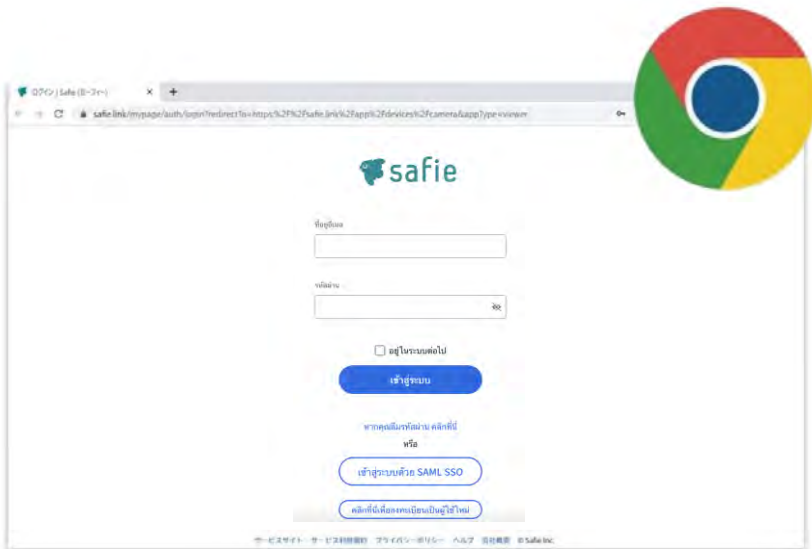 ログイン | Safie (セーフィー)
safie.link/mypage/auth/login?redirectTo=https:%2F%2Fsafie.link%2Fapp%2Fdevices%2Fcamera&appType=viewer
safie
ที่อยู่อีเมล
รหัสผ่าน
อยู่ในระบบต่อไป
เข้าสู่ระบบ
หากคุณลืมรหัสผ่าน คลิกที่นี่
หรือ
เข้าสู่ระบบด้วย SAML SSO
คลิกที่นี่เพื่อลงทะเบียนเป็นผู้ใช้ใหม่
サービスサイト サービス利用規約 プライバシーポリシー ヘルプ 会社概要 © Safie Inc.